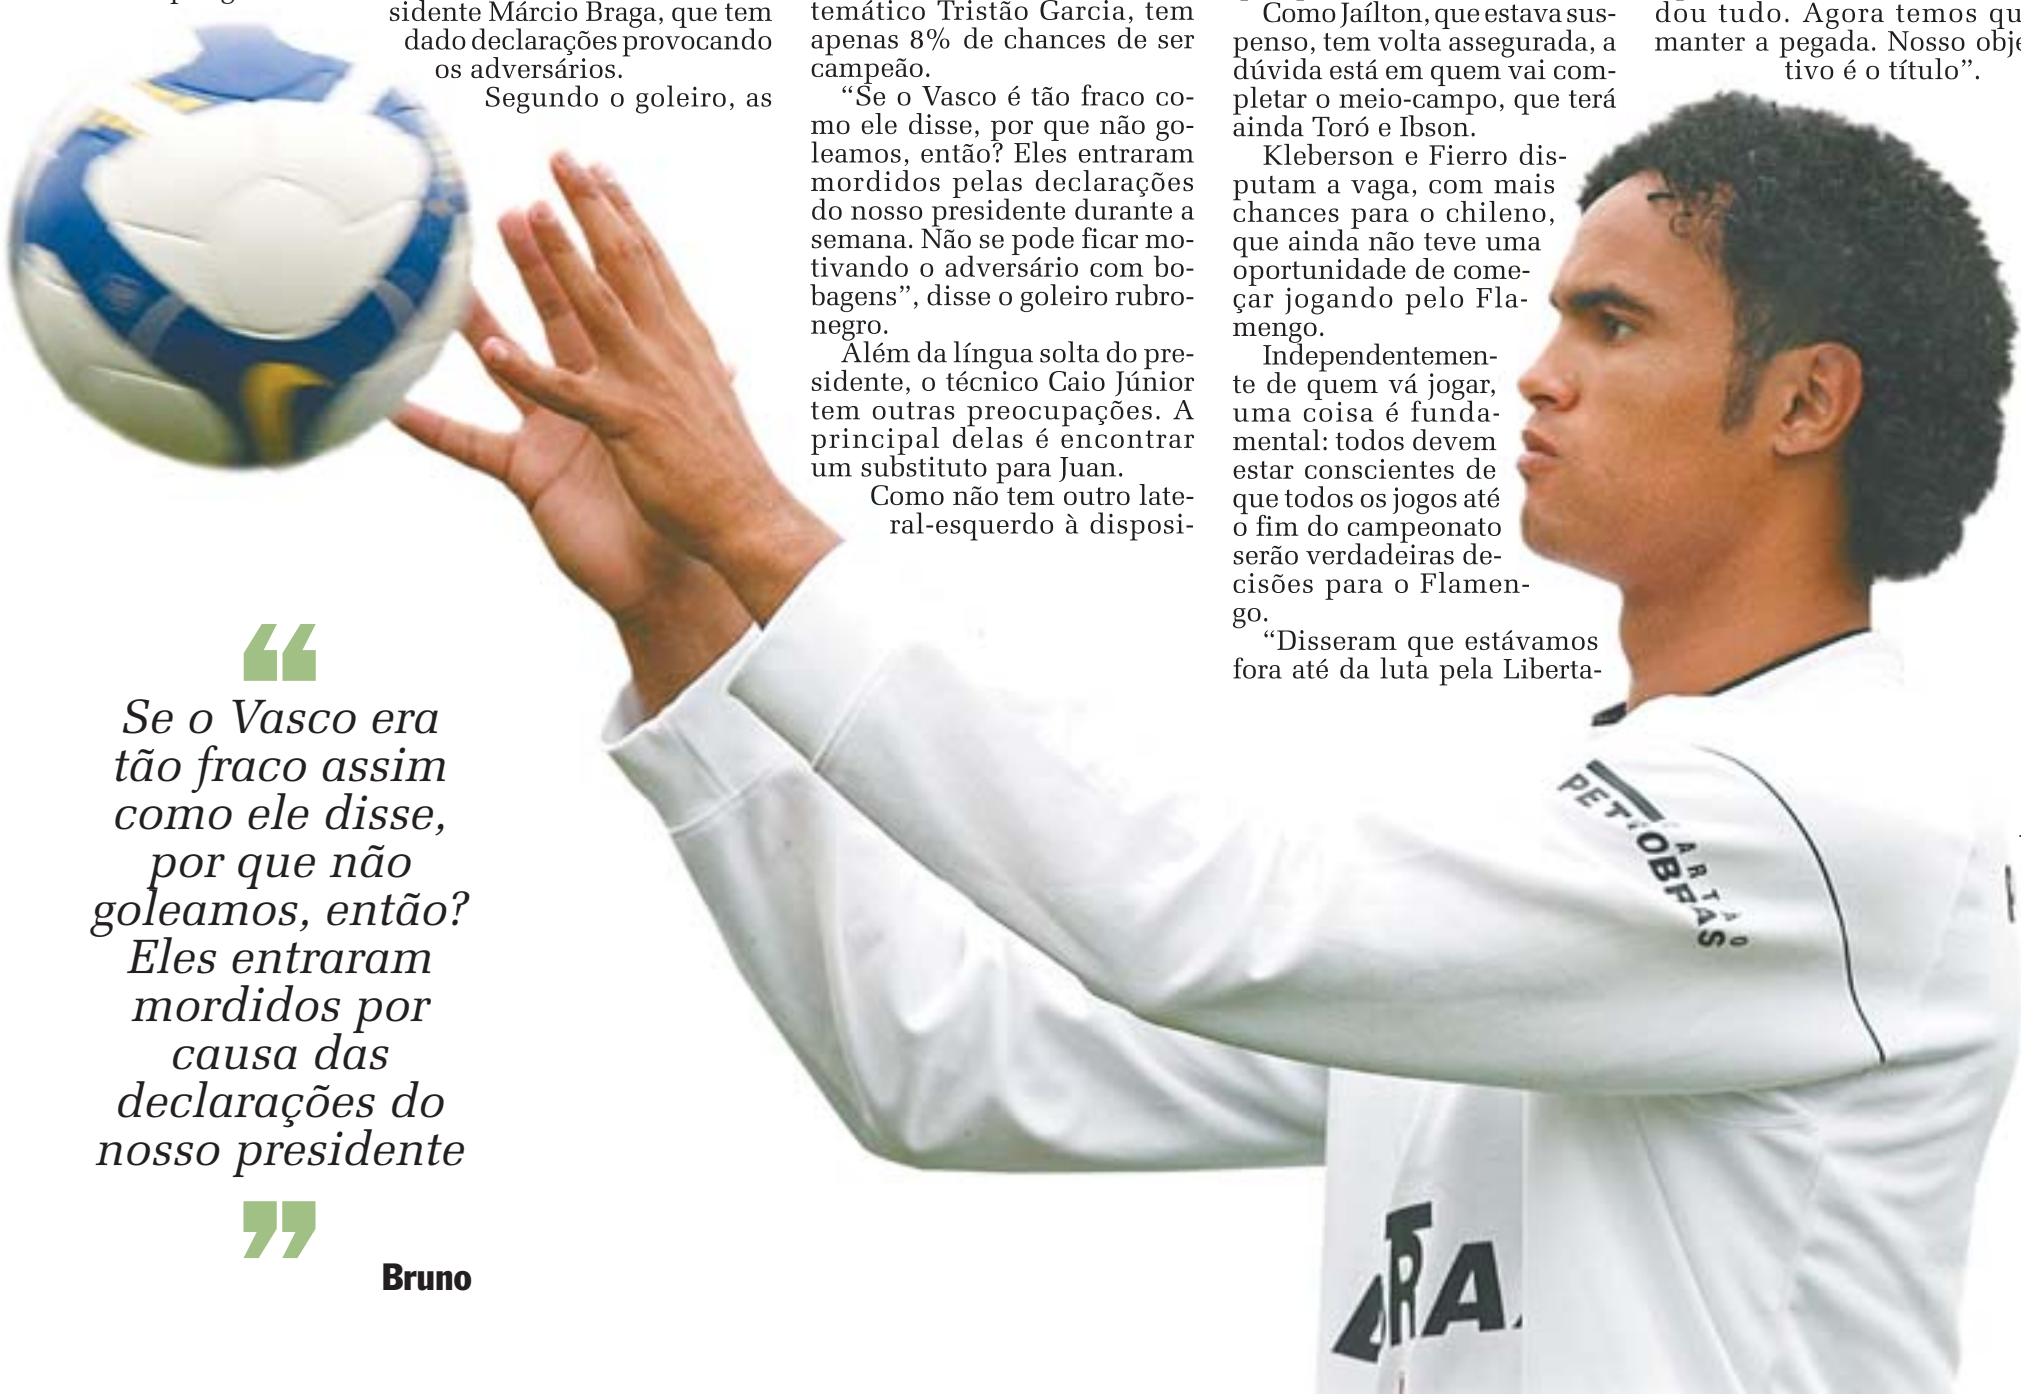 sidente Márcio Braga, que tem
dado declarações provocando
os adversários.
Segundo o goleiro, as
temático Tristão Garcia, tem
apenas 8% de chances de ser
campeão.
“Se o Vasco é tão fraco co-
mo ele disse, por que não go-
leamos, então? Eles entraram
mordidos pelas declarações
do nosso presidente durante a
semana. Não se pode ficar mo-
tivando o adversário com bo-
bagens”, disse o goleiro rubro-
negro.
Além da língua solta do pre-
sidente, o técnico Caio Júnior
tem outras preocupações. A
principal delas é encontrar
um substituto para Juan.
Como não tem outro late-
ral-esquerdo à disposi-
Como Jaílton, que estava sus-
penso, tem volta assegurada, a
dúvida está em quem vai com-
pletar o meio-campo, que terá
ainda Toró e Ibson.
Kleberson e Fierro dis-
putam a vaga, com mais
chances para o chileno,
que ainda não teve uma
oportunidade de come-
çar jogando pelo Fla-
mengo.
Independentemen-
te de quem vá jogar,
uma coisa é funda-
mental: todos devem
estar conscientes de
que todos os jogos até
o fim do campeonato
serão verdadeiras de-
cisões para o Flamen-
go.
“Disseram que estávamos
fora até da luta pela Liberta-
dou tudo. Agora temos qu
manter a pegada. Nosso obje
tivo é o título”.
“
Se o Vasco era
tão fraco assim
como ele disse,
por que não
goleamos, então?
Eles entraram
mordidos por
causa das
declarações do
nosso presidente
”
Bruno
PETROBRAS